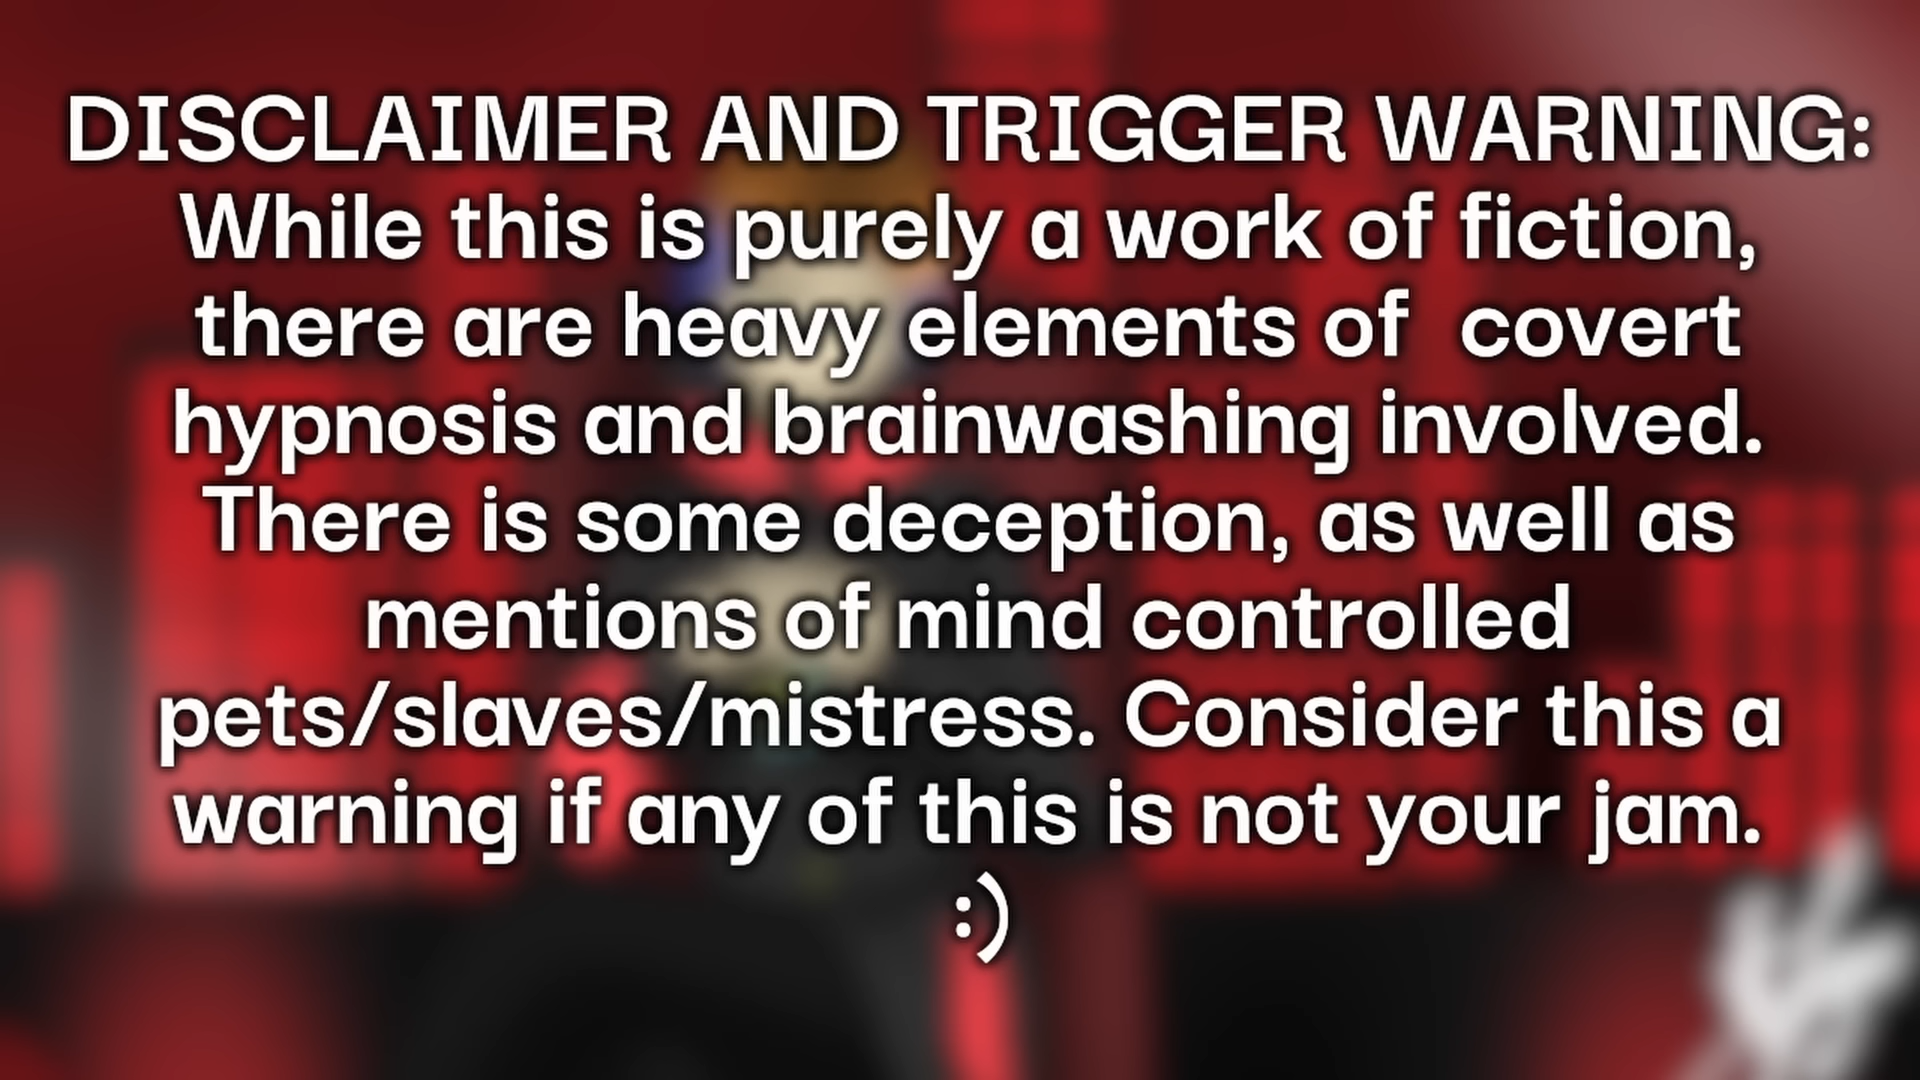 DISCLAIMER AND TRIGGER WARNING:
While this is purely a work of fiction,
there are heavy elements of  covert
hypnosis and brainwashing involved.
There is some deception, as well as
mentions of mind controlled
pets/slaves/mistress. Consider this a
warning if any of this is not your jam.
:)